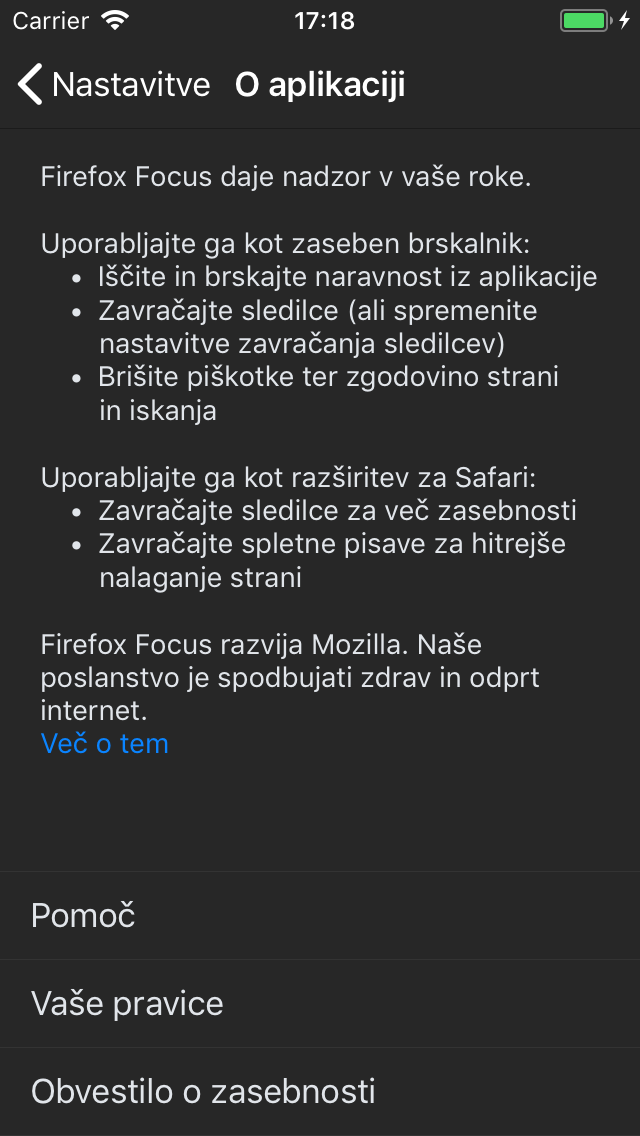 Carrier 17:18
Nastavitve O aplikaciji
Firefox Focus daje nadzor v vaše roke.
Uporabljajte ga kot zaseben brskalnik:
• Iščite in brskajte naravnost iz aplikacije
• Zavračajte sledilce (ali spremenite
nastavitve zavračanja sledilcev)
• Brišite piškotke ter zgodovino strani
in iskanja
Uporabljajte ga kot razširitev za Safari:
• Zavračajte sledilce za več zasebnosti
• Zavračajte spletne pisave za hitrejše
nalaganje strani
Firefox Focus razvija Mozilla. Naše
poslanstvo je spodbujati zdrav in odprt
internet.
Več o tem
Pomoč
Vaše pravice
Obvestilo o zasebnosti